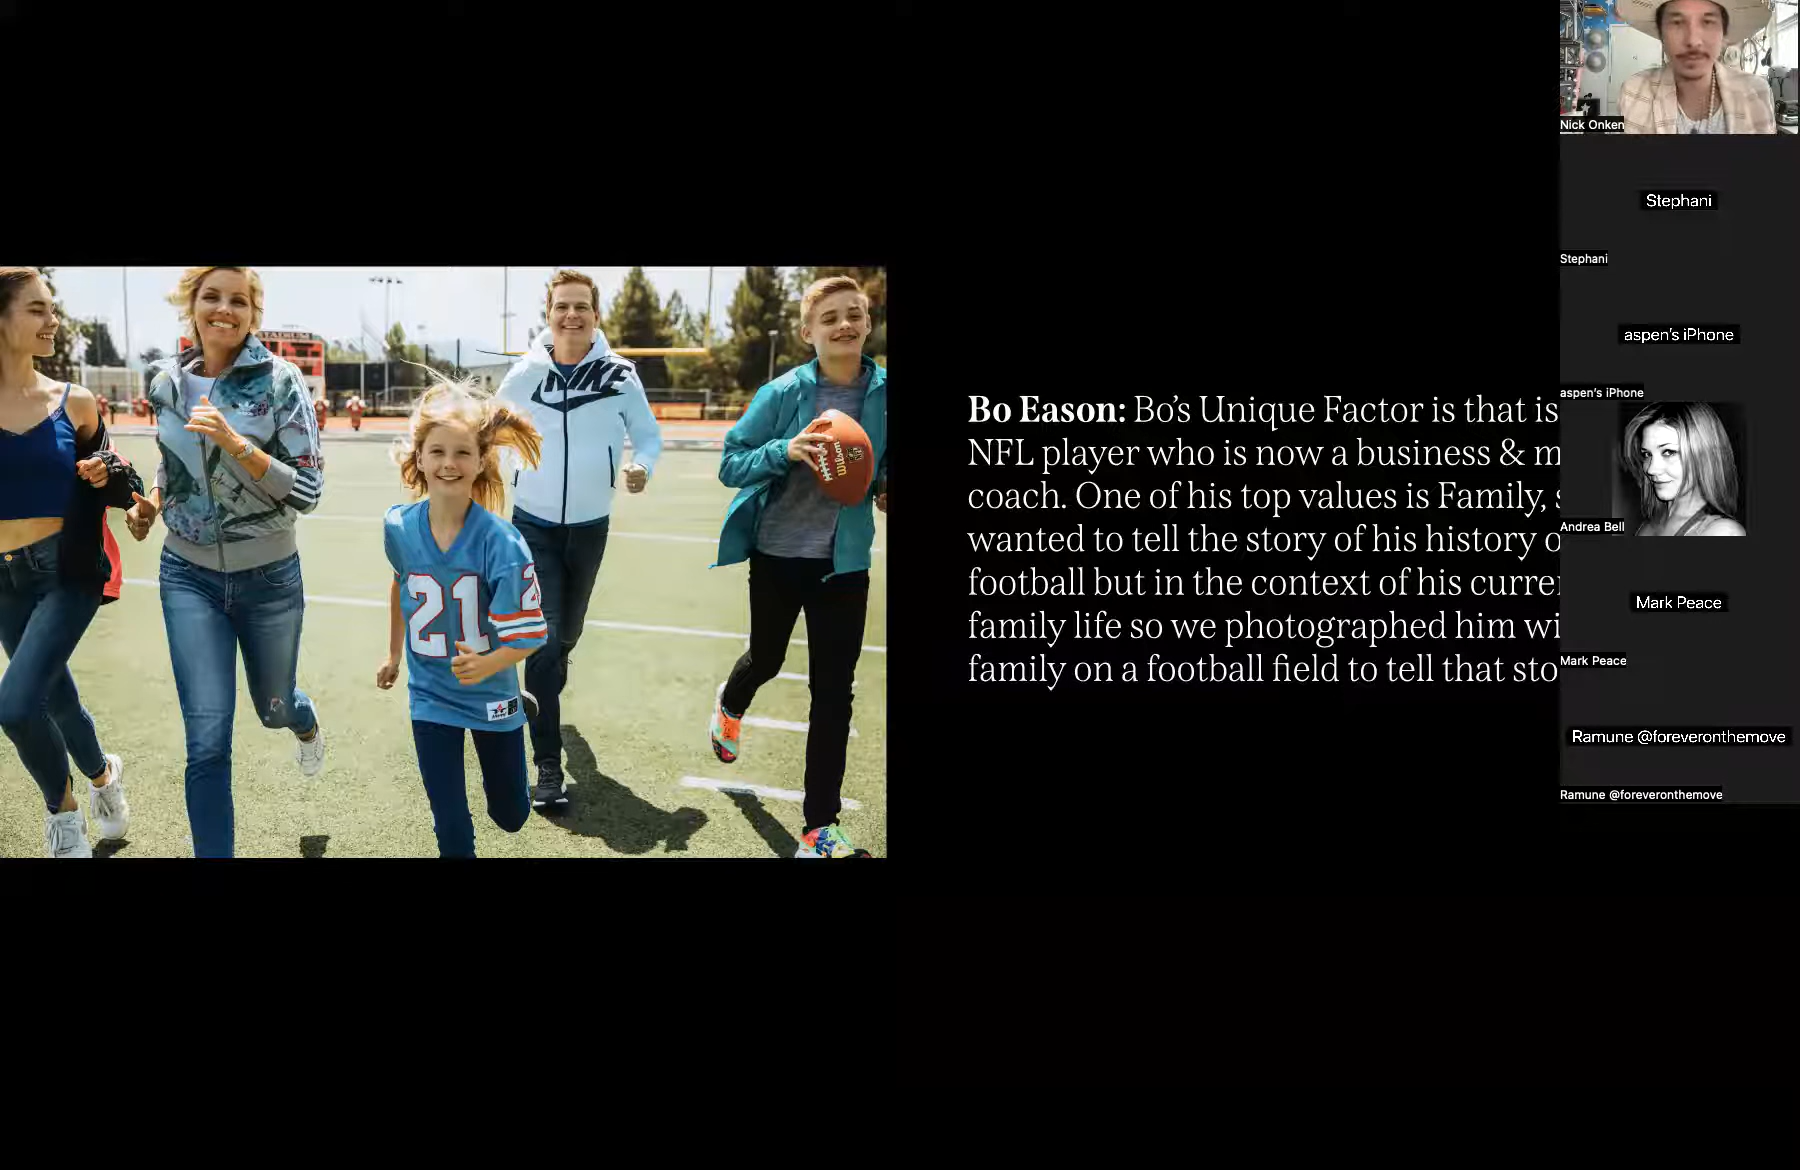 Bo Eason: Bo’s Unique Factor is that is
NFL player who is now a business & m
coach. One of his top values is Family, s
wanted to tell the story of his history o
football but in the context of his curre
family life so we photographed him wi
family on a football field to tell that sto
Nick Onken
Stephani
Stephani
aspen’s iPhone
aspen’s iPhone
Andrea Bell
Mark Peace
Mark Peace
Ramune @foreveronthemove
Ramune @foreveronthemove
STADIUM
NIKE
Wilson
21
2